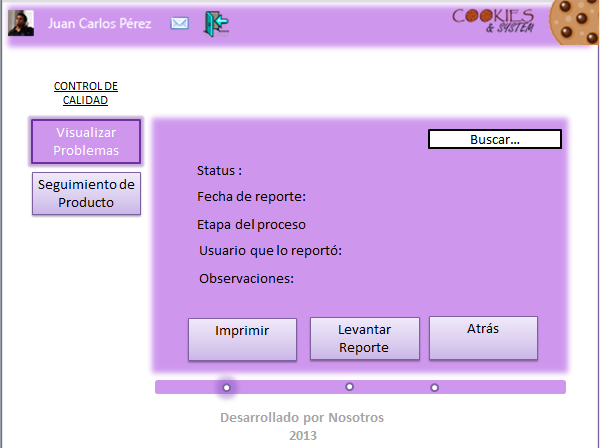 Juan Carlos Pérez
COOKIES
& SYSTEM
CONTROL DE
CALIDAD
Visualizar
Problemas
Seguimiento de
Producto
Buscar...
Status :
Fecha de reporte:
Etapa del proceso
Usuario que lo reportó:
Observaciones:
Imprimir
Levantar
Reporte
Atrás
Desarrollado por Nosotros
2013